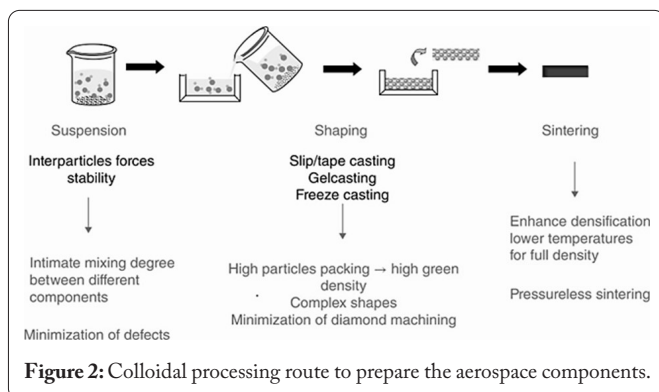 Suspension
Shaping
Sintering
Interparticles forces
stability
Slip/tape casting
Gelcasting
Freeze casting
Intimate mixing degree
between different
components
Minimization of defects
High particles packing → high green
density
Complex shapes
Minimization of diamond machining
Enhance densification
lower temperatures
for full density
Pressureless sintering
Figure 2: Colloidal processing route to prepare the aerospace components.